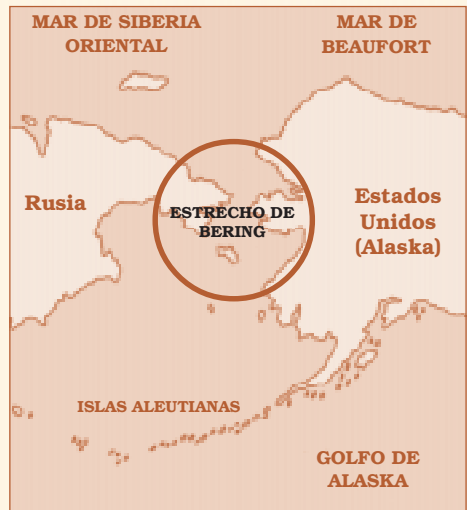 MAR DE SIBERIA
ORIENTAL
MAR DE
BEAUFORT
Rusia
ESTRECHO DE
BERING
Estados
Unidos
(Alaska)
ISLAS ALEUTIANAS
GOLFO DE
ALASKA